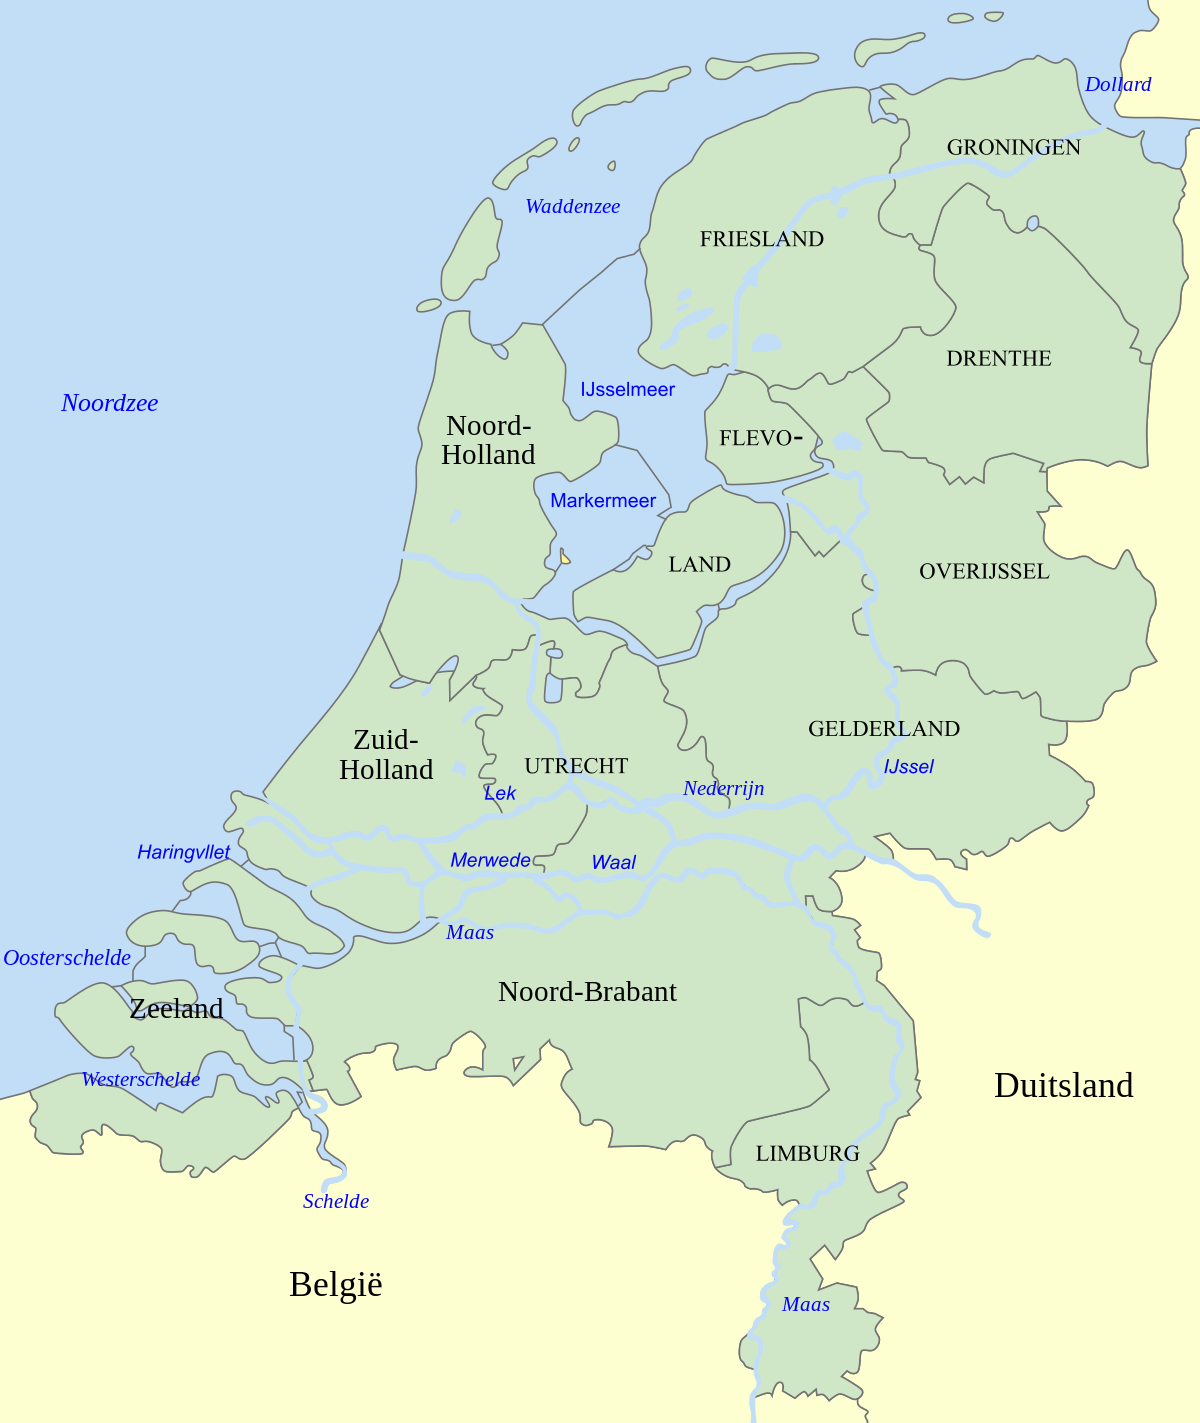 Dollard
GRONINGEN
Waddenzee
FRIESLAND
DRENTHE
IJsselmeer
Noordzee
Noord-
Holland
FLEVO-
Markermeer
LAND
OVERIJSSEL
GELDERLAND
Zuid-
Holland
UTRECHT
IJssel
Nederrijn
Lek
Haringvllet
Merwede
Waal
Maas
Oosterschelde
Noord-Brabant
Zeeland
Westerschelde
Duitsland
LIMBURG
Schelde
België
Maas